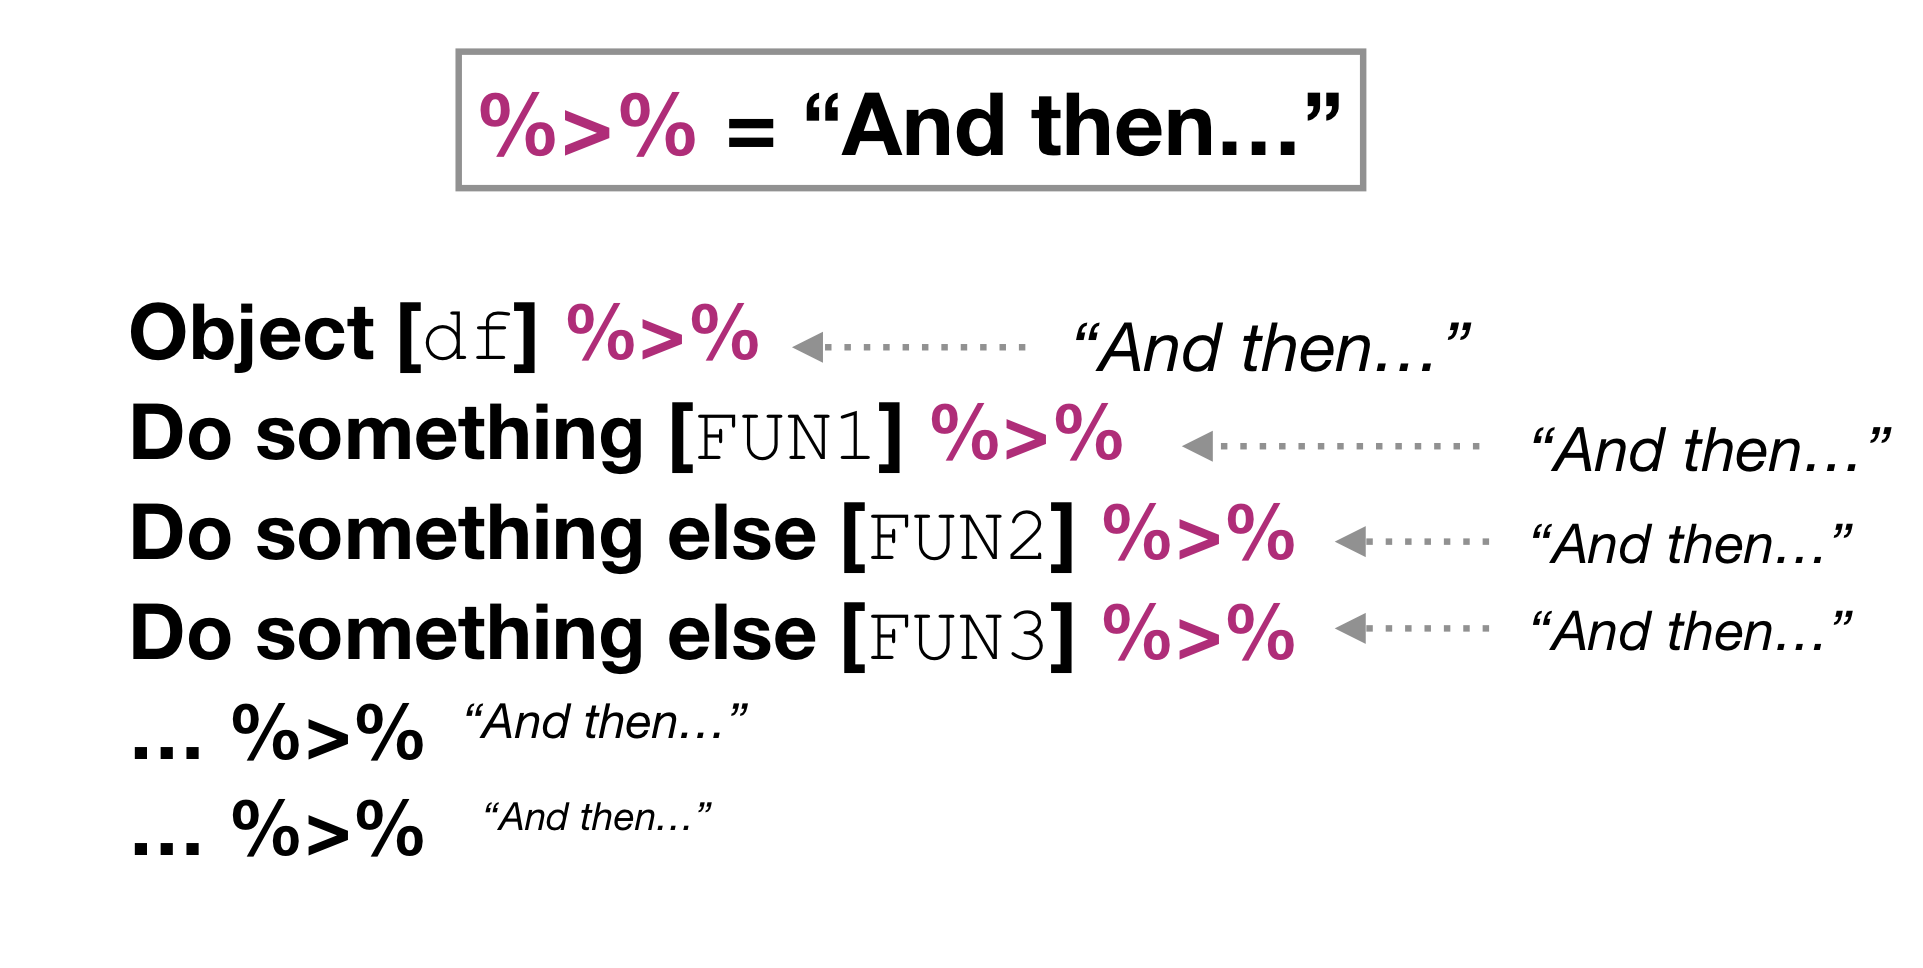 %>% = “And then…”
Object [df] %>% “And then…”
Do something [FUN1] %>% “And then…”
Do something else [FUN2] %>% “And then…”
Do something else [FUN3] %>% “And then…”
… %>% “And then…”
… %>% “And then…”